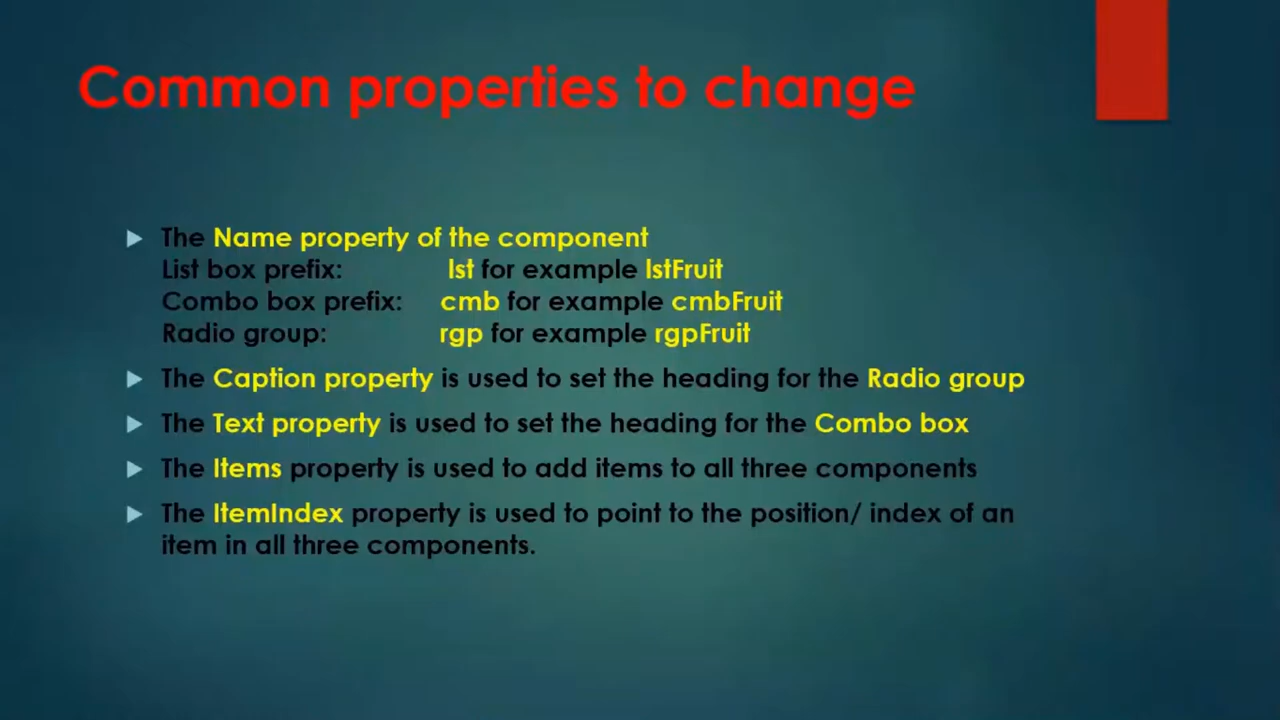 Common properties to change
The Name property of the component
List box prefix: lst for example lstFruit
Combo box prefix: cmb for example cmbFruit
Radio group: rgp for example rgpFruit
The Caption property is used to set the heading for the Radio group
The Text property is used to set the heading for the Combo box
The Items property is used to add items to all three components
The ItemIndex property is used to point to the position/ index of an
item in all three components.